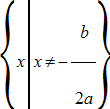 {x | x ≠ -b/2a}